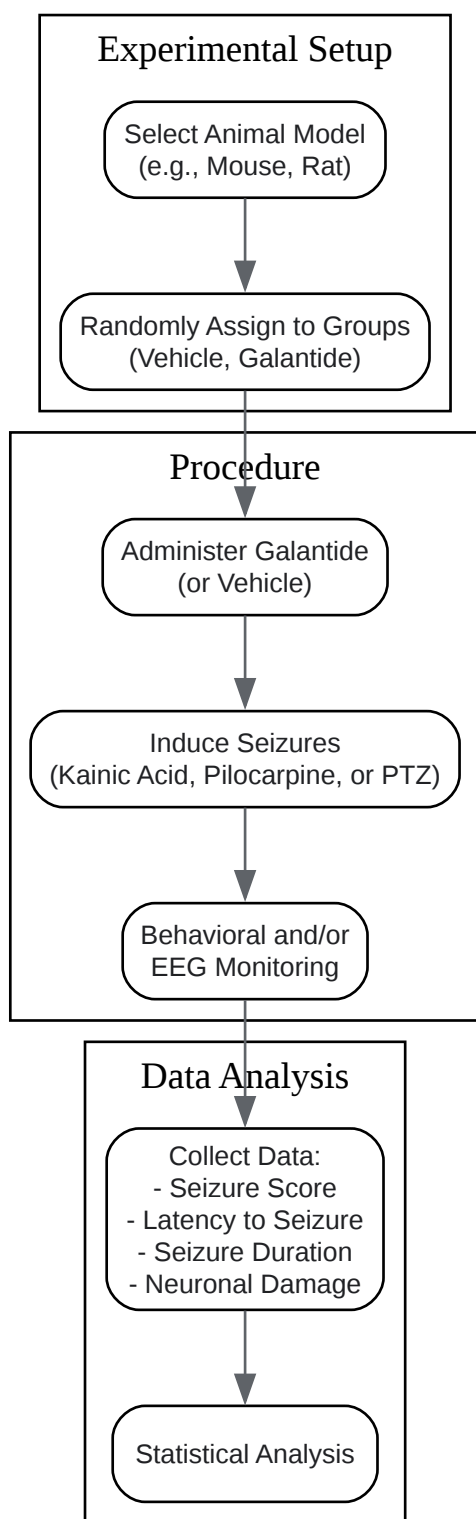 Experimental Setup
Select Animal Model
(e.g., Mouse, Rat)
Randomly Assign to Groups
(Vehicle, Galantide)
Procedure
Administer Galantide
(or Vehicle)
Induce Seizures
(Kainic Acid, Pilocarpine, or PTZ)
Behavioral and/or
EEG Monitoring
Data Analysis
Collect Data:
- Seizure Score
- Latency to Seizure
- Seizure Duration
- Neuronal Damage
Statistical Analysis